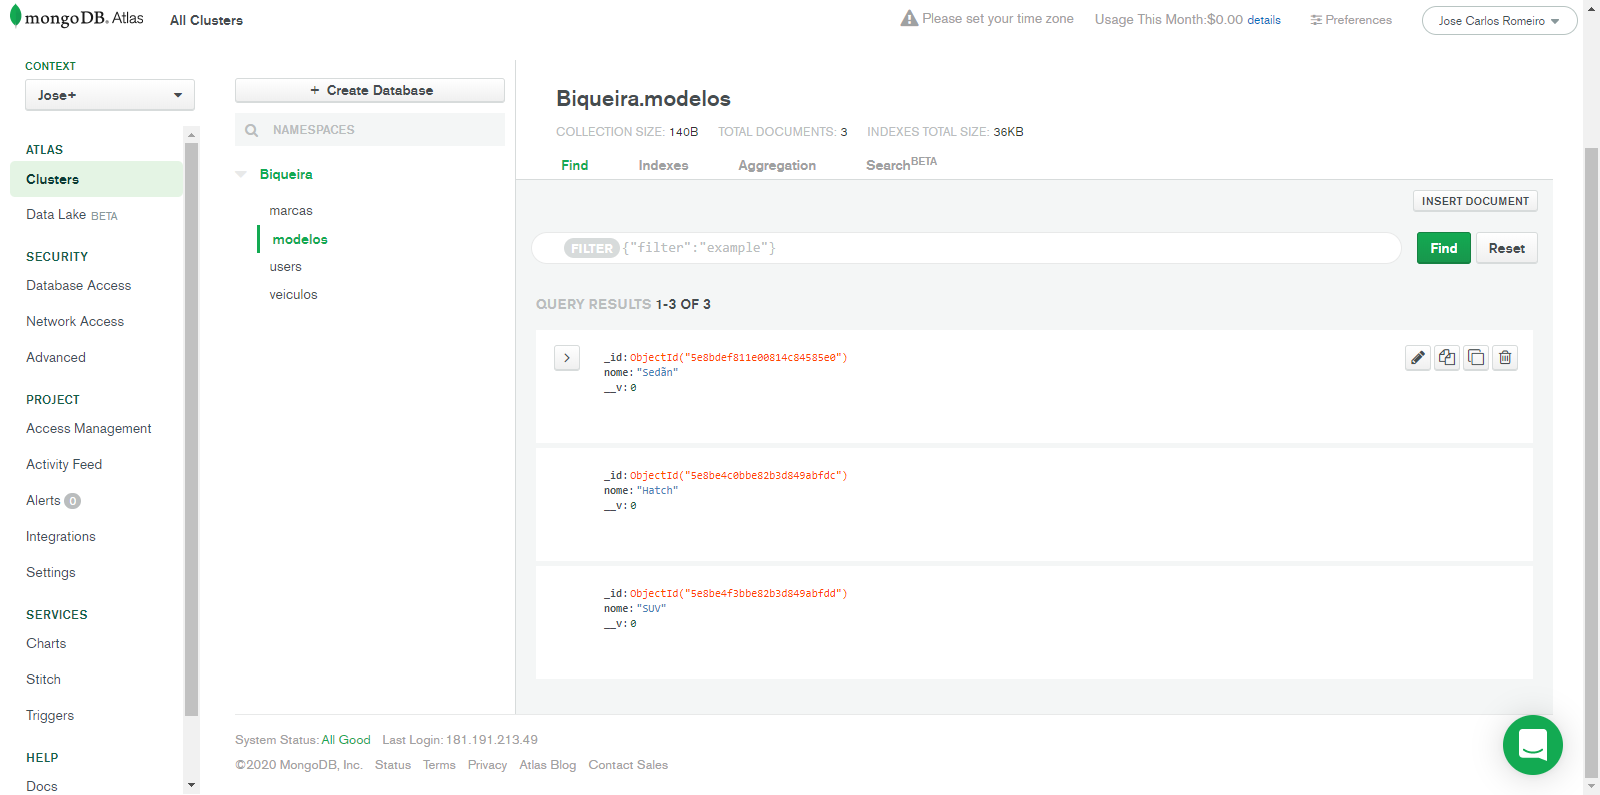 mongoDB. Atlas
All Clusters
Please set your time zone
Usage This Month:$0.00 details
Preferences
Jose Carlos Romeiro
CONTEXT
Jose+
ATLAS
Clusters
Data Lake BETA
SECURITY
Database Access
Network Access
Advanced
PROJECT
Access Management
Activity Feed
Alerts 0
Integrations
Settings
SERVICES
Charts
Stitch
Triggers
HELP
Docs
+ Create Database
NAMESPACES
Biqueira
marcas
modelos
users
veiculos
Biqueira.modelos
COLLECTION SIZE: 140B TOTAL DOCUMENTS: 3 INDEXES TOTAL SIZE: 36KB
Find Indexes Aggregation Search BETA
INSERT DOCUMENT
FILTER {"filter":"example"}
Find
Reset
QUERY RESULTS 1-3 OF 3
_id: ObjectId("5e8bdef811e00814c84585e0")
nome: "Sedãn"
__v: 0
_id: ObjectId("5e8be4c0bbe82b3d849abfdc")
nome: "Hatch"
__v: 0
_id: ObjectId("5e8be4f3bbe82b3d849abfdd")
nome: "SUV"
__v: 0
System Status: All Good Last Login: 181.191.213.49
©2020 MongoDB, Inc. Status Terms Privacy Atlas Blog Contact Sales